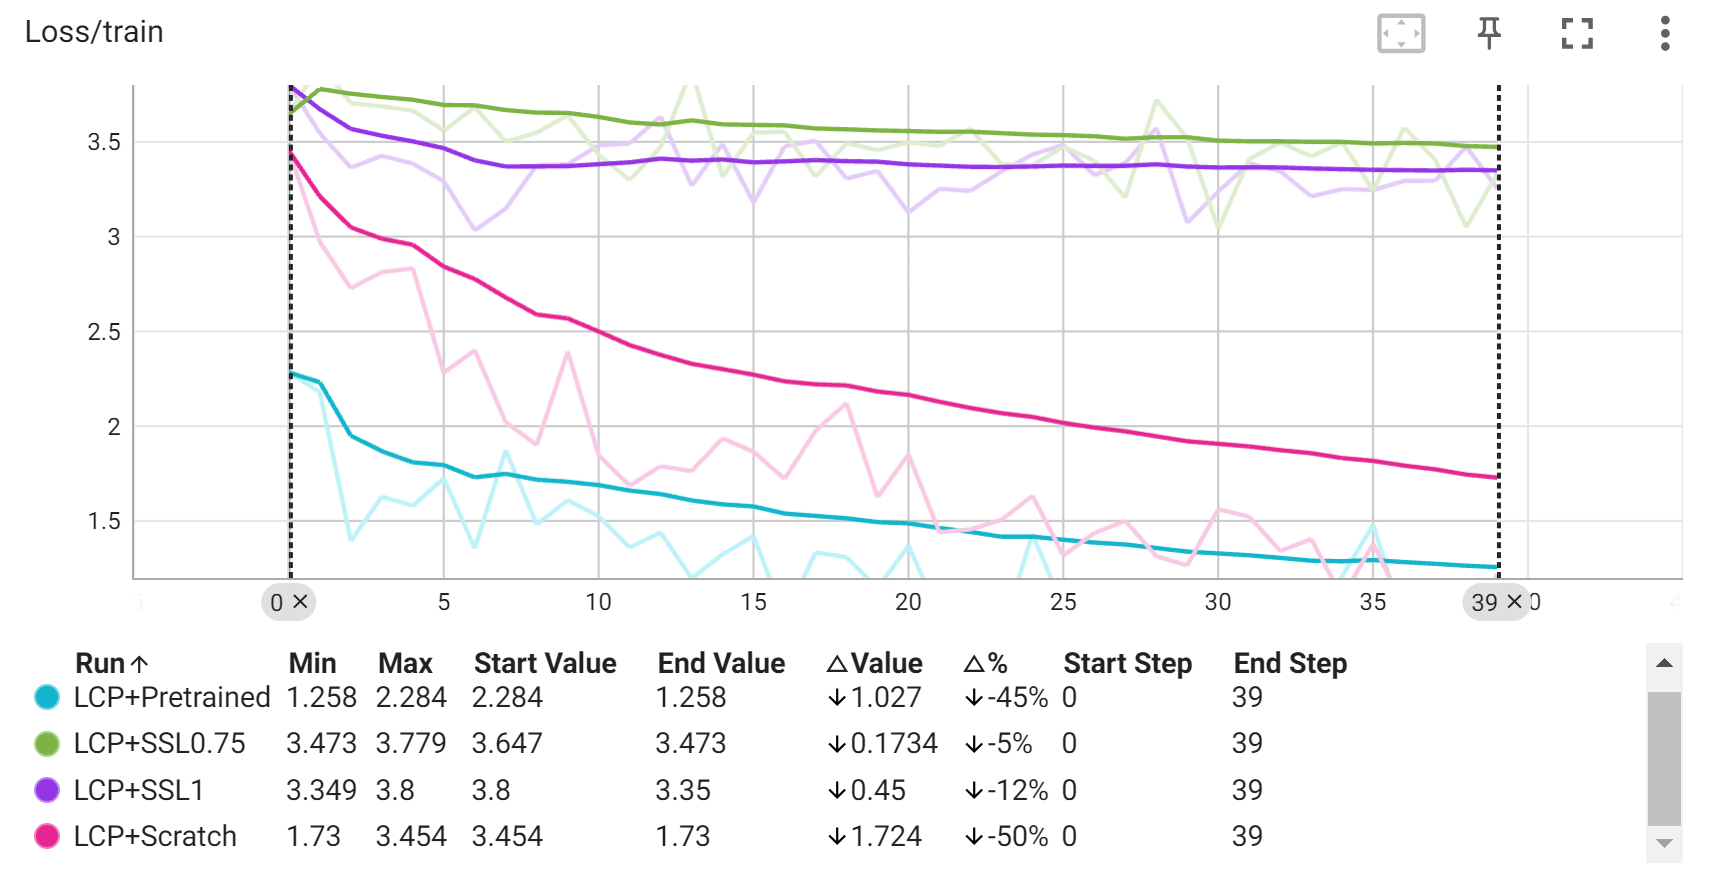 Loss/train
3.5
3
2.5
2
1.5
5 0 × 5 10 15 20 25 30 35 39 × 0 4
Run↑ Min Max Start Value End Value △Value △% Start Step End Step
LCP+Pretrained 1.258 2.284 2.284 1.258 ↓1.027 ↓-45% 0 39
LCP+SSL0.75 3.473 3.779 3.647 3.473 ↓0.1734 ↓-5% 0 39
LCP+SSL1 3.349 3.8 3.8 3.35 ↓0.45 ↓-12% 0 39
LCP+Scratch 1.73 3.454 3.454 1.73 ↓1.724 ↓-50% 0 39